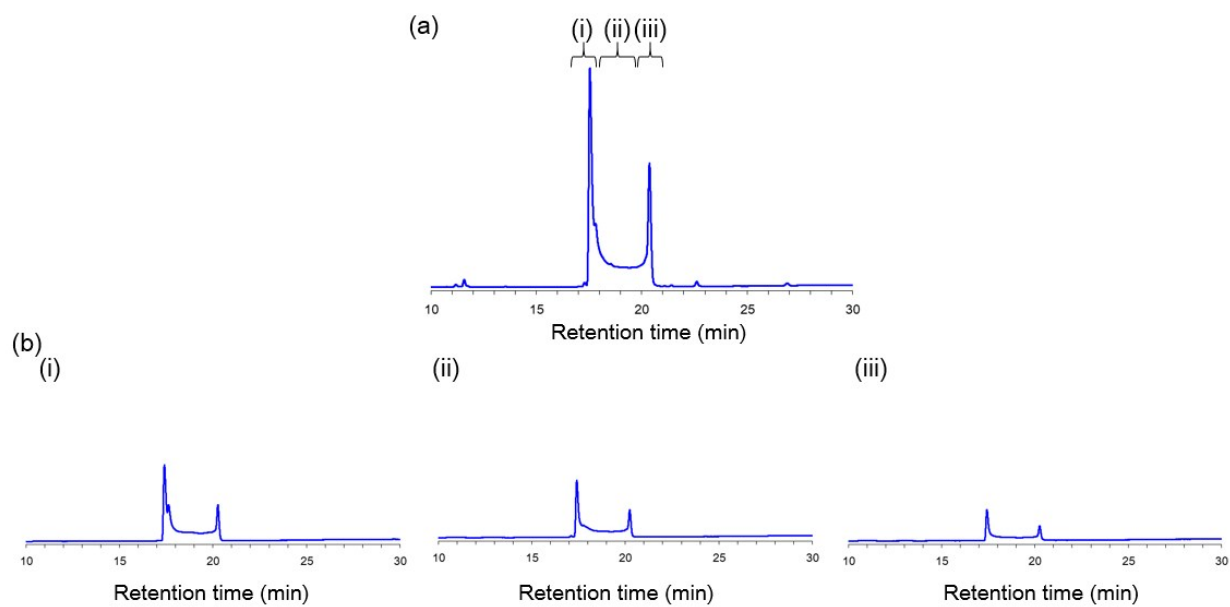 (a)
(i) (ii) (iii)
10 15 20 25 30
Retention time (min)
(b)
(i) (ii) (iii)
10 15 20 25 30 10 15 20 25 30 10 15 20 25 30
Retention time (min) Retention time (min) Retention time (min)